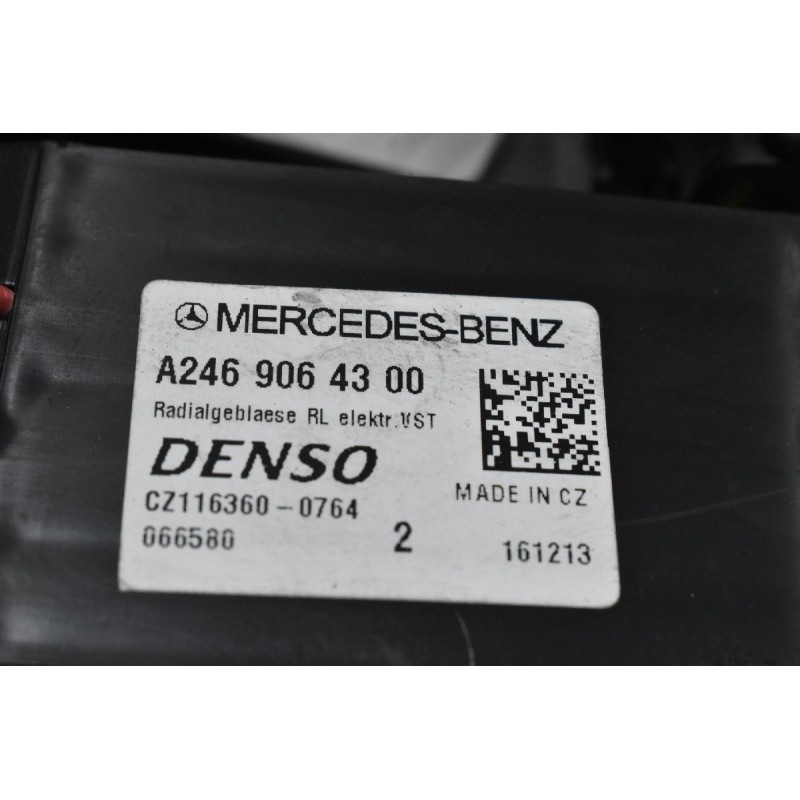 MERCEDES-BENZ
A246 906 43 00
Radialgeblaese RL elektr.VST
DENSO
MADE IN CZ
CZ116360-0764
066580 2 161213